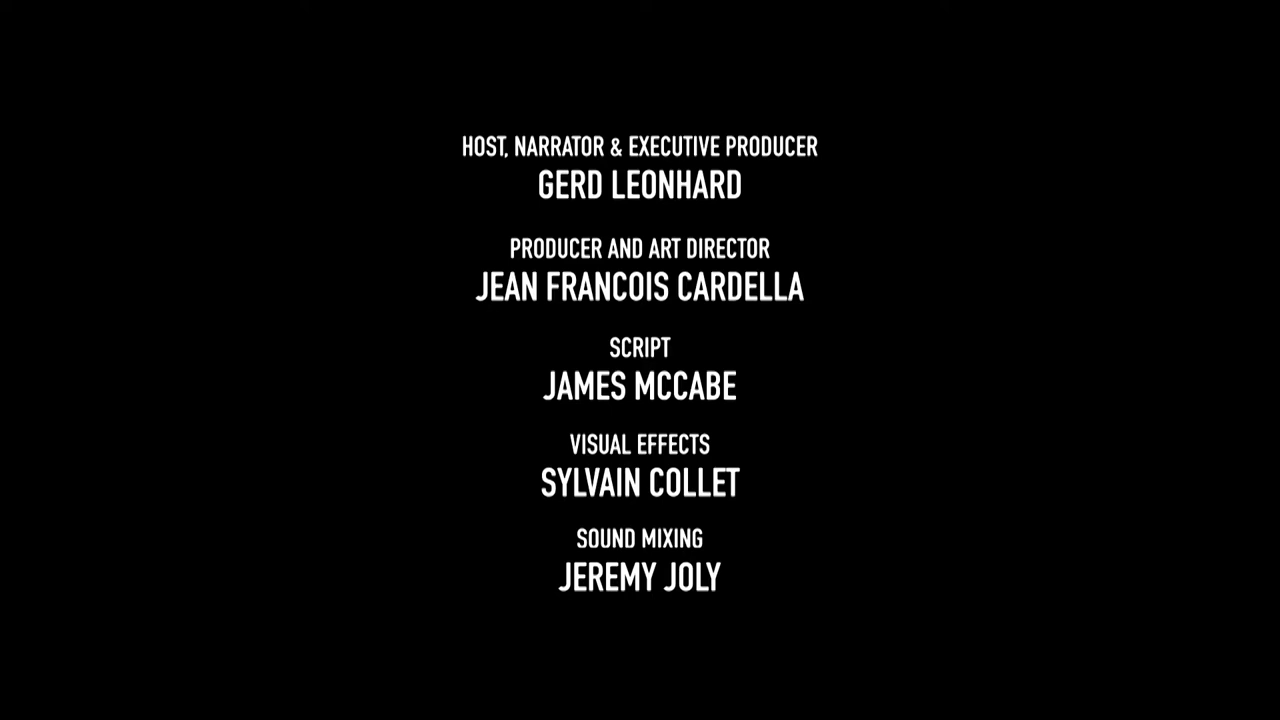 HOST, NARRATOR & EXECUTIVE PRODUCER
GERD LEONHARD
PRODUCER AND ART DIRECTOR
JEAN FRANCOIS CARDELLA
SCRIPT
JAMES MCCABE
VISUAL EFFECTS
SYLVAIN COLLET
SOUND MIXING
JEREMY JOLY